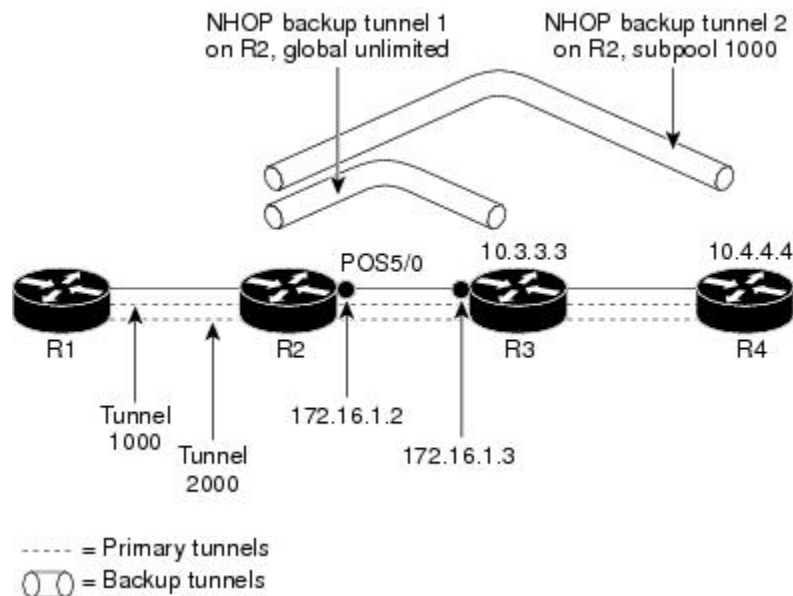 NHOP backup tunnel 1
on R2, global unlimited
NHOP backup tunnel 2
on R2, subpool 1000
10.3.3.3
10.4.4.4
POS5/0
R1
R2
R3
R4
172.16.1.2
172.16.1.3
Tunnel
1000
Tunnel
2000
= Primary tunnels
= Backup tunnels